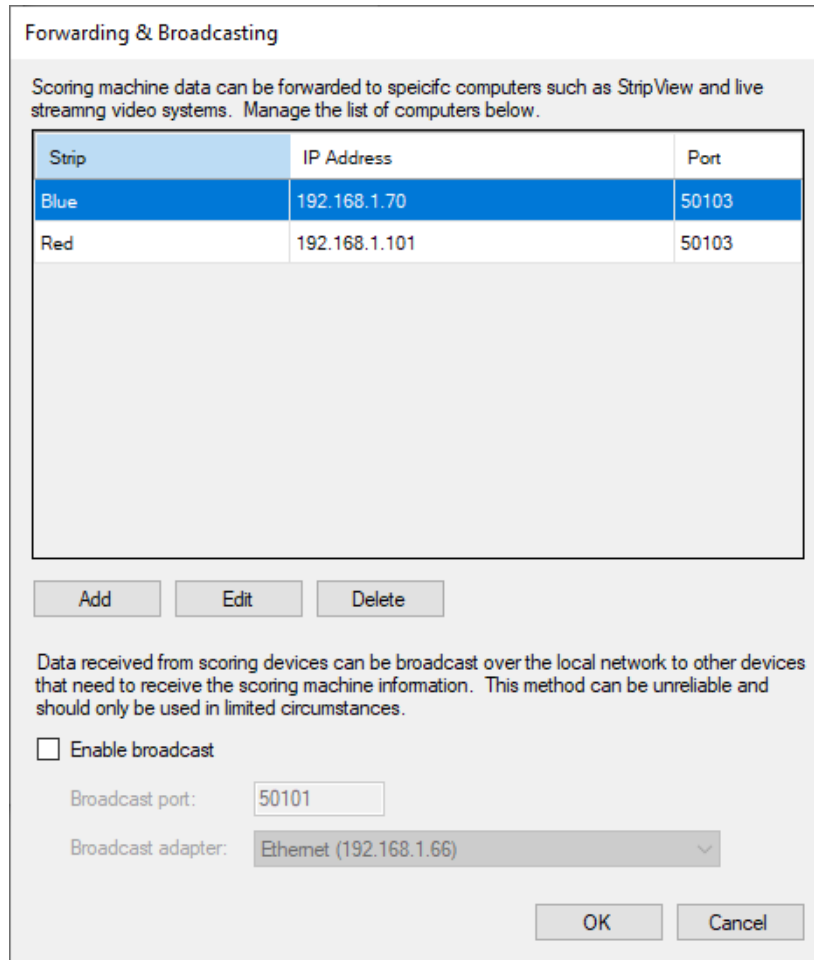 Forwarding & Broadcasting
Scoring machine data can be forwarded to speicifc computers such as StripView and live
streamng video systems.  Manage the list of computers below.
Strip IP Address Port
Blue 192.168.1.70 50103
Red 192.168.1.101 50103
Add Edit Delete
Data received from scoring devices can be broadcast over the local network to other devices
that need to receive the scoring machine information.  This method can be unreliable and
should only be used in limited circumstances.
Enable broadcast
Broadcast port: 50101
Broadcast adapter: Ethernet (192.168.1.66)
OK Cancel